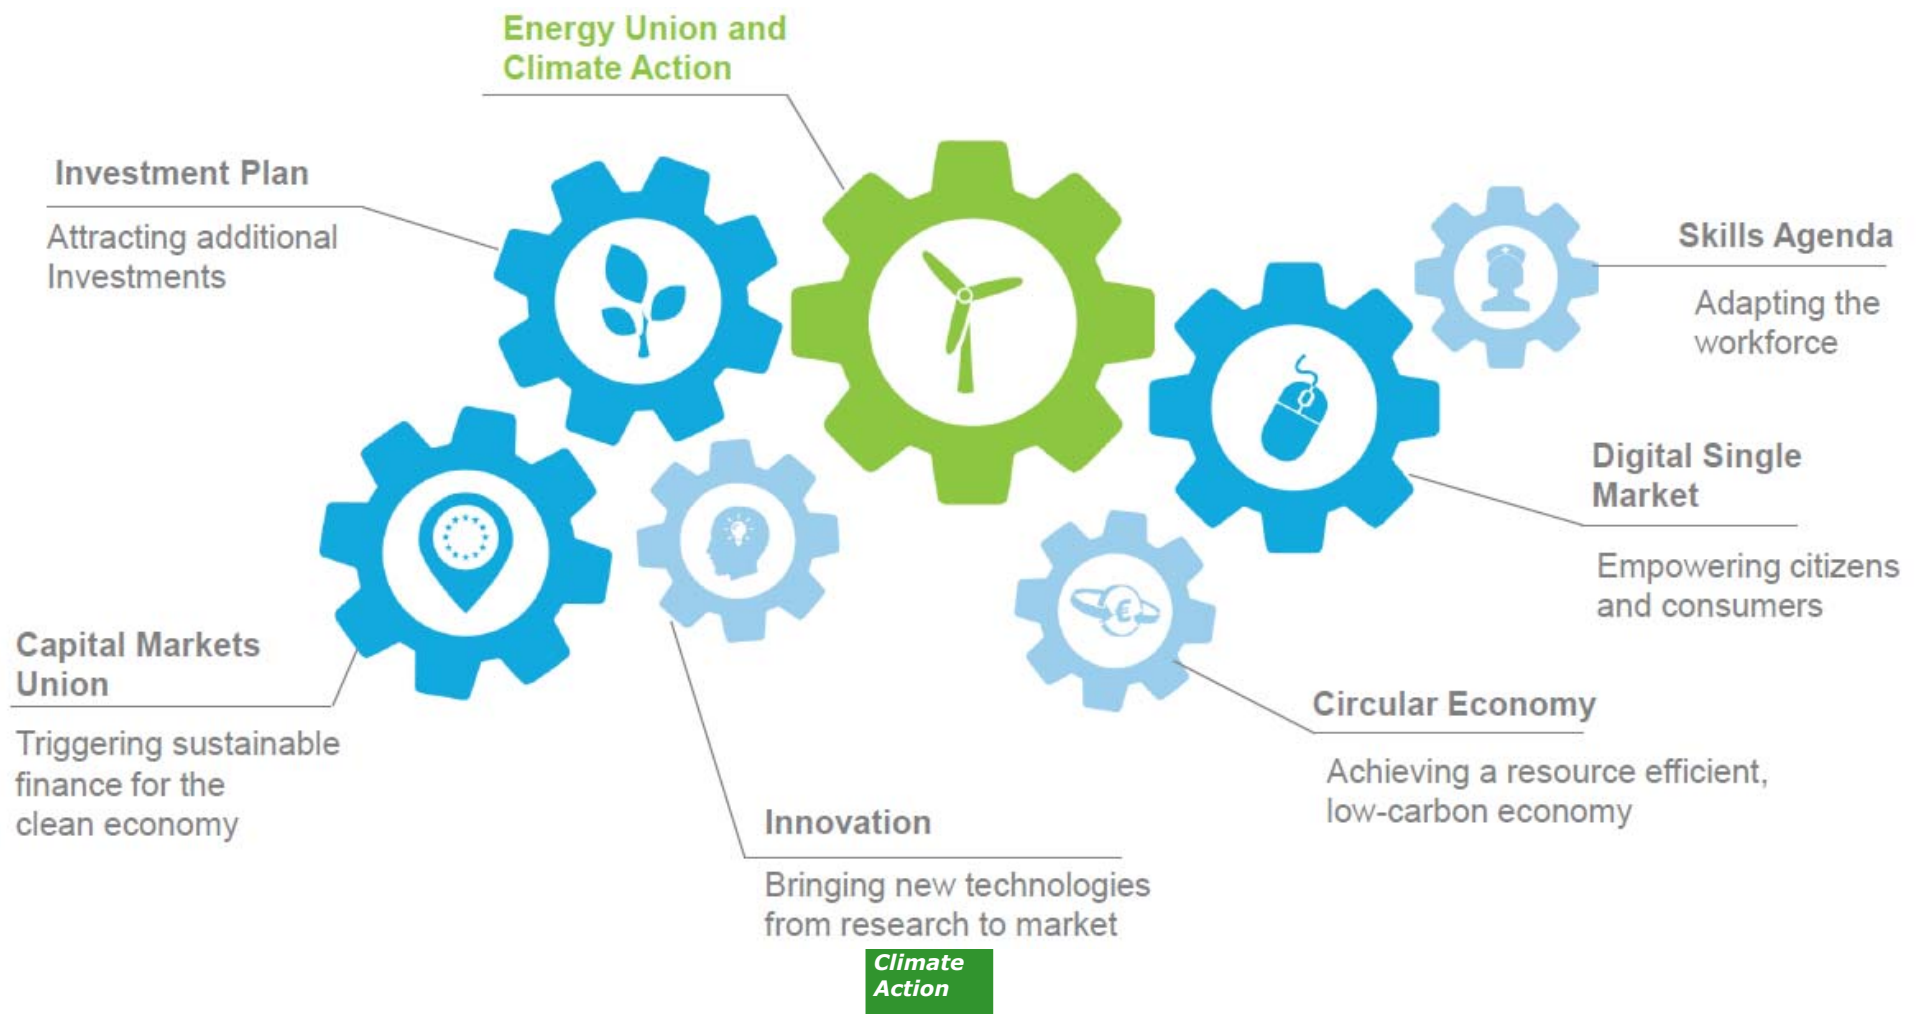 Energy Union and
Climate Action
Investment Plan
Attracting additional
Investments
Skills Agenda
Adapting the
workforce
Digital Single
Market
Empowering citizens
and consumers
Capital Markets
Union
Triggering sustainable
finance for the
clean economy
Circular Economy
Achieving a resource efficient,
low-carbon economy
Innovation
Bringing new technologies
from research to market
Climate
Action
€